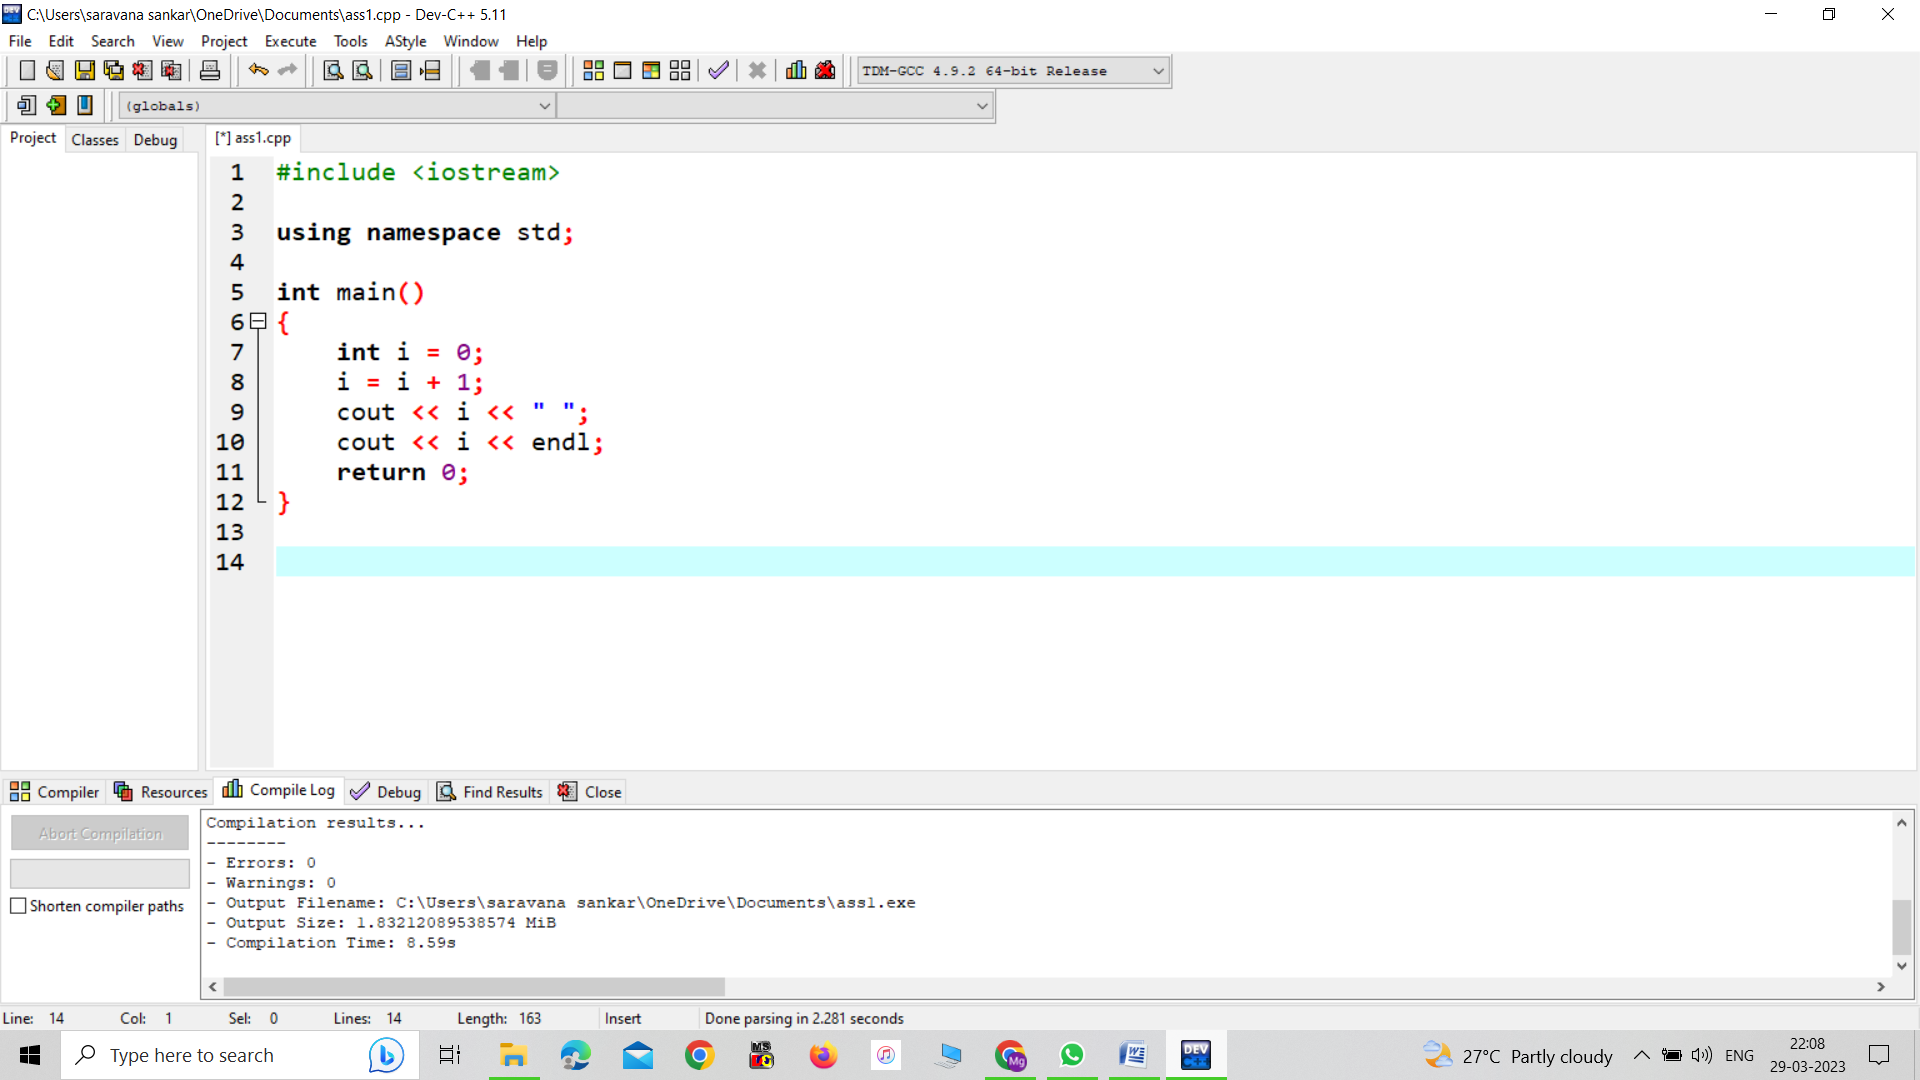 C:\Users\saravana sankar\OneDrive\Documents\ass1.cpp - Dev-C++ 5.11
File Edit Search View Project Execute Tools AStyle Window Help
TDM-GCC 4.9.2 64-bit Release
(globals)
Project Classes Debug [*] ass1.cpp
1 #include <iostream>
2
3 using namespace std;
4
5 int main()
6 {
7 int i = 0;
8 i = i + 1;
9 cout << i << " ";
10 cout << i << endl;
11 return 0;
12 }
13
14
Compiler Resources Compile Log Debug Find Results Close
Abort Compilation
Shorten compiler paths
Compilation results...
--------
- Errors: 0
- Warnings: 0
- Output Filename: C:\Users\saravana sankar\OneDrive\Documents\ass1.exe
- Output Size: 1.83212089538574 MiB
- Compilation Time: 8.59s
Line: 14 Col: 1 Sel: 0 Lines: 14 Length: 163 Insert Done parsing in 2.281 seconds
Type here to search
MS
Mg
DEV
27°C Partly cloudy
ENG
22:08
29-03-2023